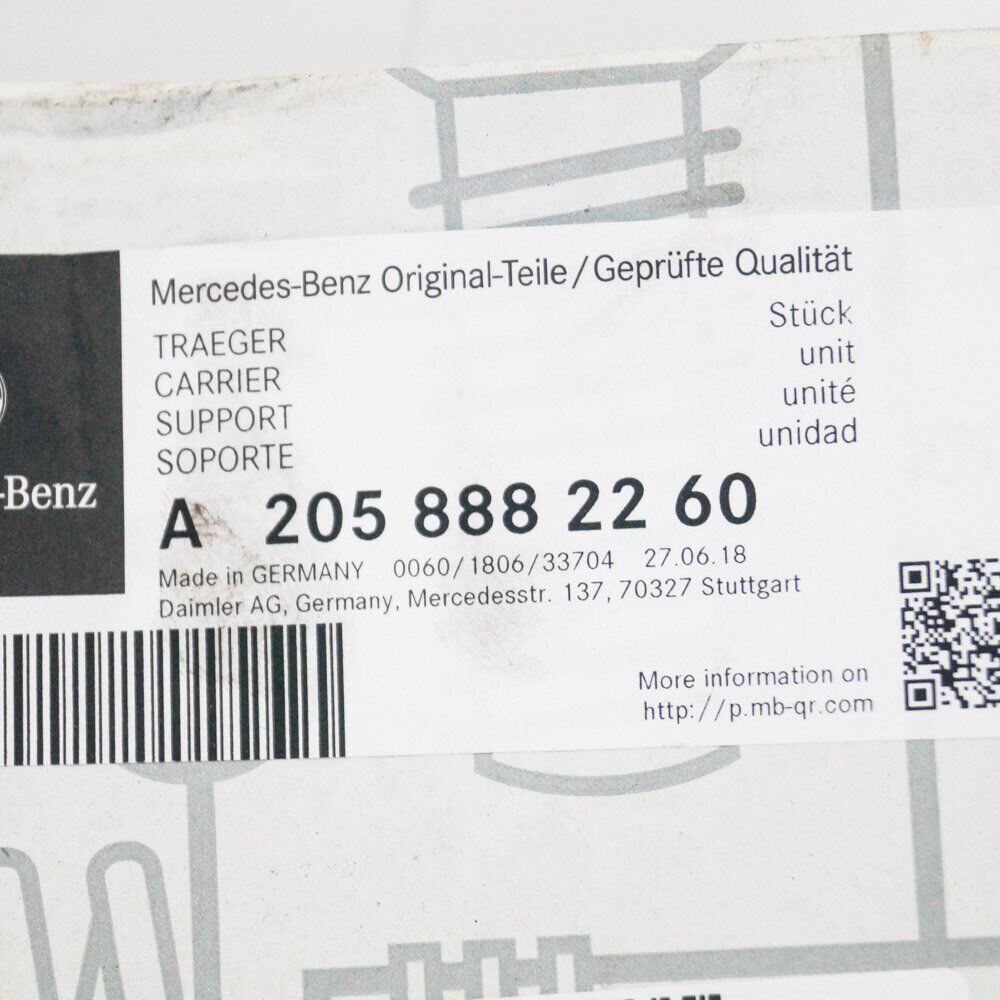 Mercedes-Benz Original-Teile/Geprüfte Qualität
TRAEGER
CARRIER
SUPPORT
SOPORTE
Stück
unit
unité
unidad
-Benz
A 205 888 22 60
Made in GERMANY 0060/1806/33704 27.06.18
Daimler AG, Germany, Mercedesstr. 137, 70327 Stuttgart
More information on
http://p.mb-qr.com